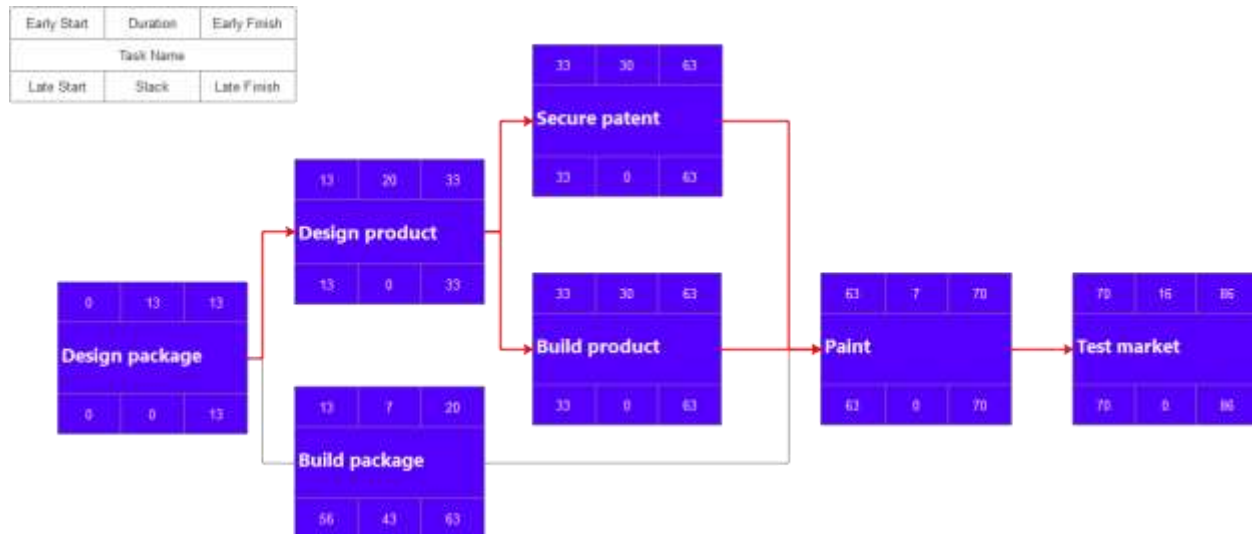 Early Start Duration Early Finish
Task Name
Late Start Slack Late Finish
33 30 63
Secure patent
33 0 63
13 20 33
Design product
13 0 33
0 13 13
Design package
0 0 13
33 30 63
Build product
33 0 63
63 7 70
Paint
63 0 70
70 16 86
Test market
70 0 86
13 7 20
Build package
56 43 63